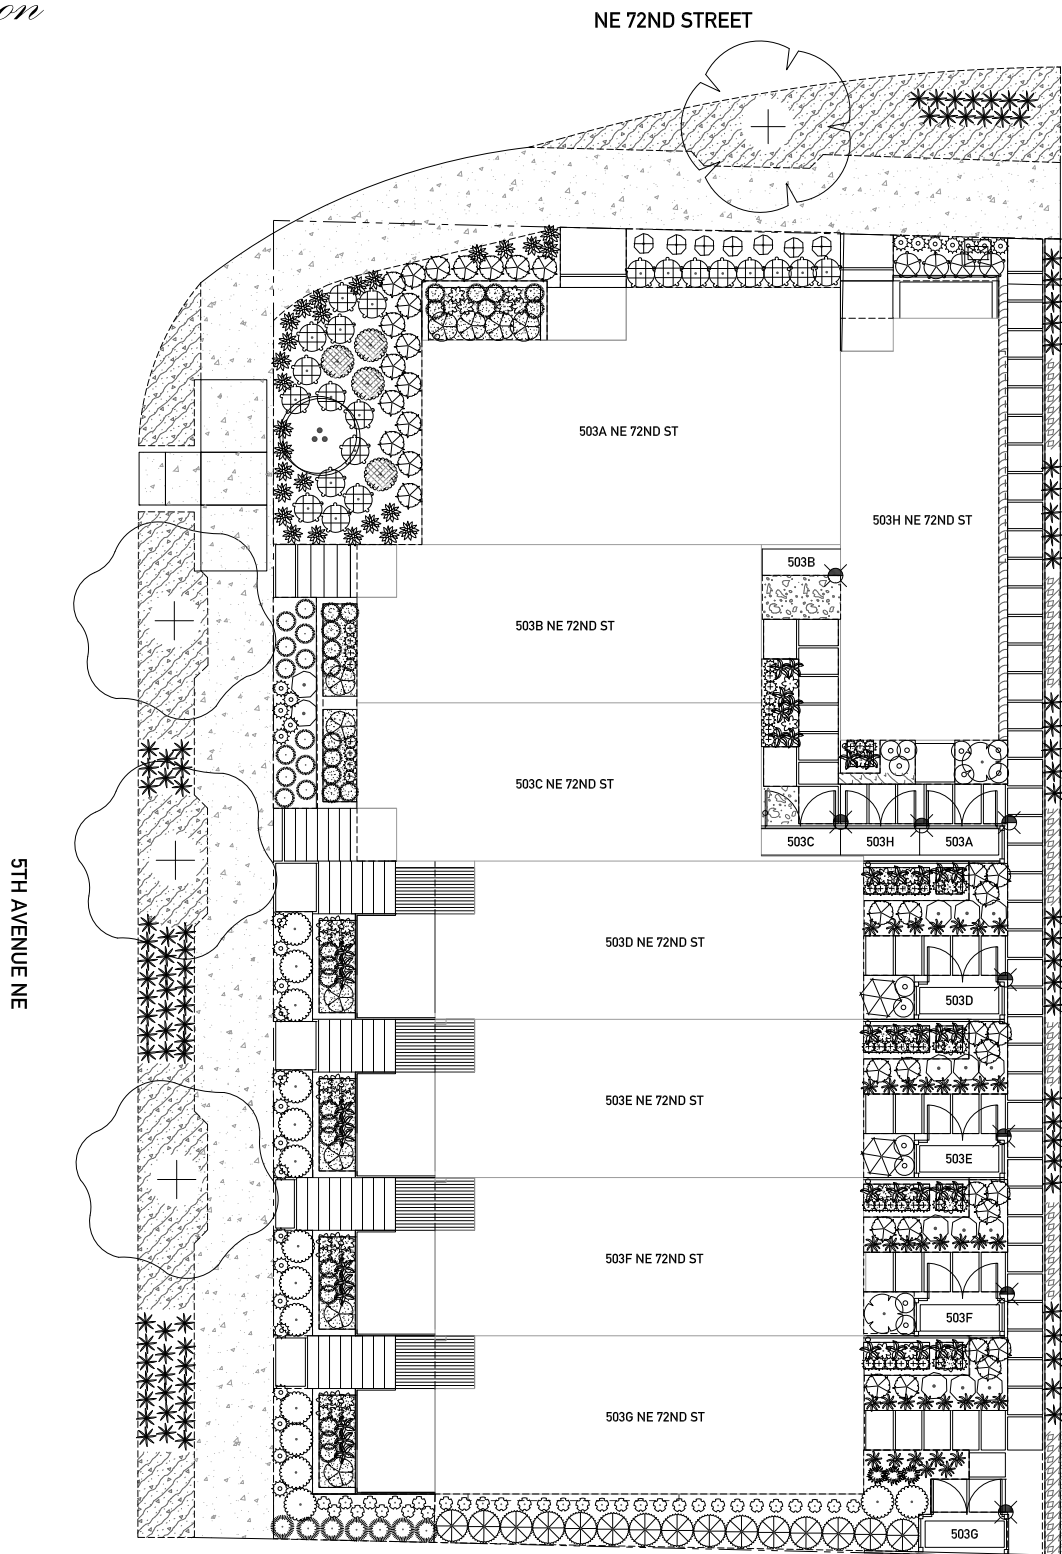 on
NE 72ND STREET
503A NE 72ND ST
503H NE 72ND ST
503B
503B NE 72ND ST
503C NE 72ND ST
503C
503H
503A
5TH AVENUE NE
503D NE 72ND ST
503D
503E NE 72ND ST
503E
503F NE 72ND ST
503F
503G NE 72ND ST
503G